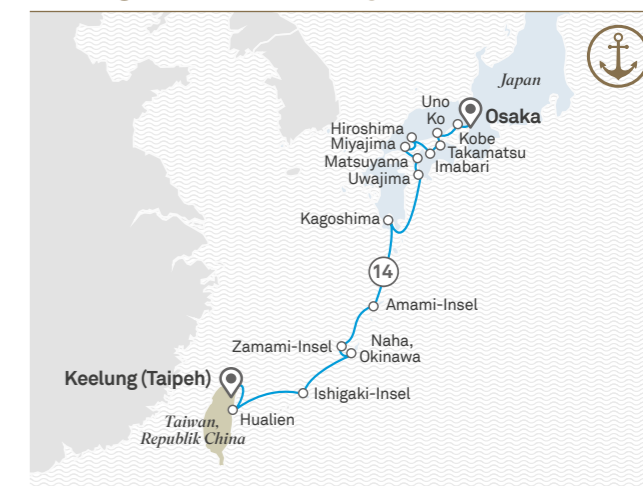 Japan
Uno
Ko
Osaka
Hiroshima
Kobe
Miyajima
Takamatsu
Matsuyama
Imabari
Uwajima
Kagoshima
14
Amami-Insel
Zamami-Insel
Naha,
Okinawa
Keelung (Taipeh)
Ishigaki-Insel
Hualien
Taiwan,
Republik China